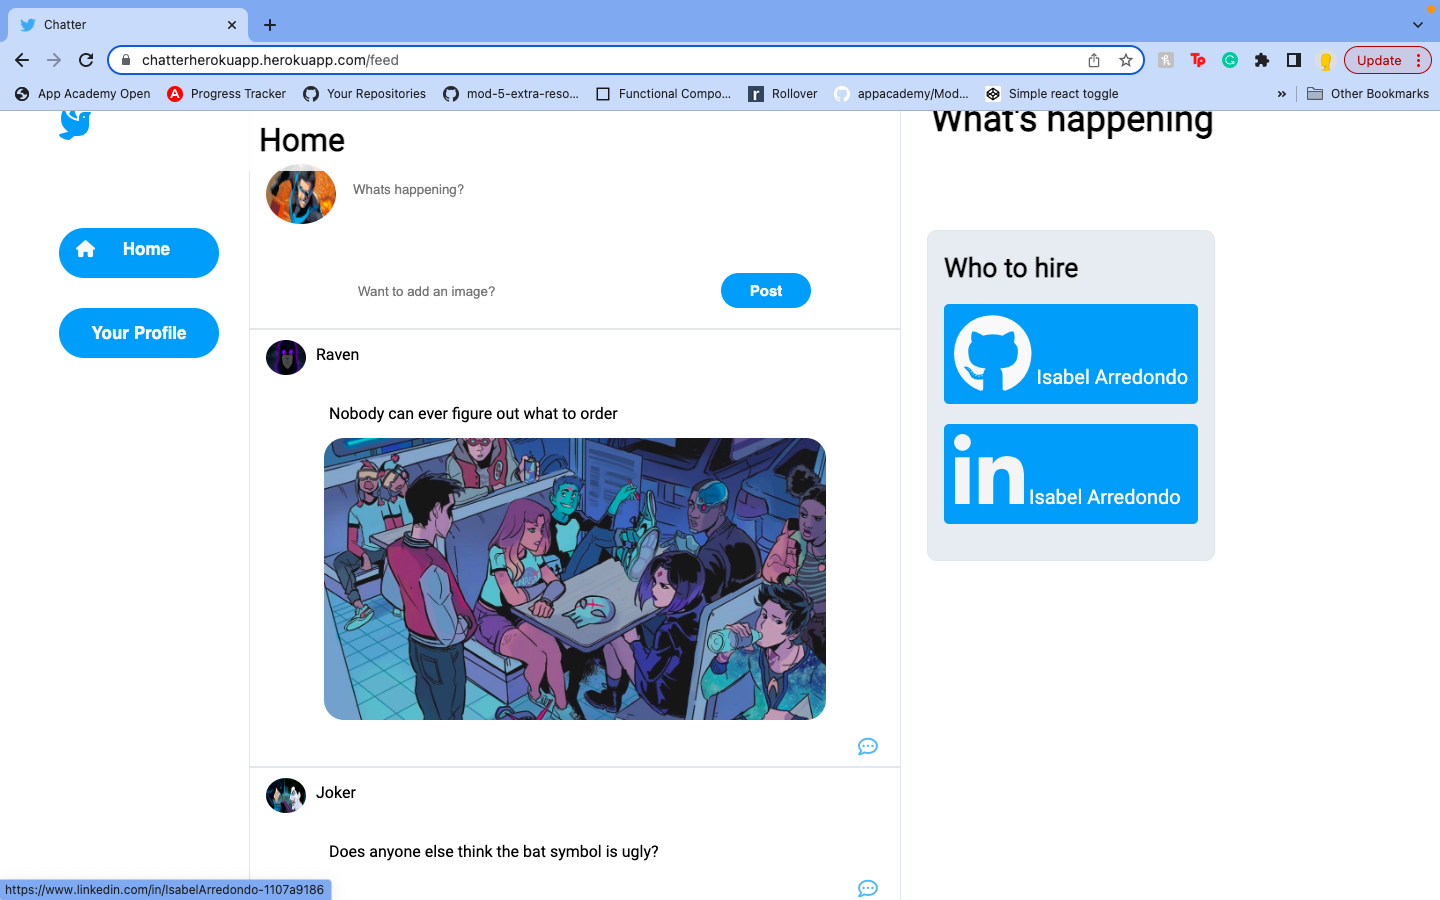 Chatter
chatterherokuapp.herokuapp.com/feed
Update
App Academy Open
Progress Tracker
Your Repositories
mod-5-extra-reso...
Functional Compo...
Rollover
appacademy/Mod...
Simple react toggle
»
Other Bookmarks
Home
Your Profile
Home
Whats happening?
Want to add an image?
Post
Raven
Nobody can ever figure out what to order
Joker
Does anyone else think the bat symbol is ugly?
What's happening
Who to hire
Isabel Arredondo
in Isabel Arredondo
https://www.linkedin.com/in/IsabelArredondo-1107a9186